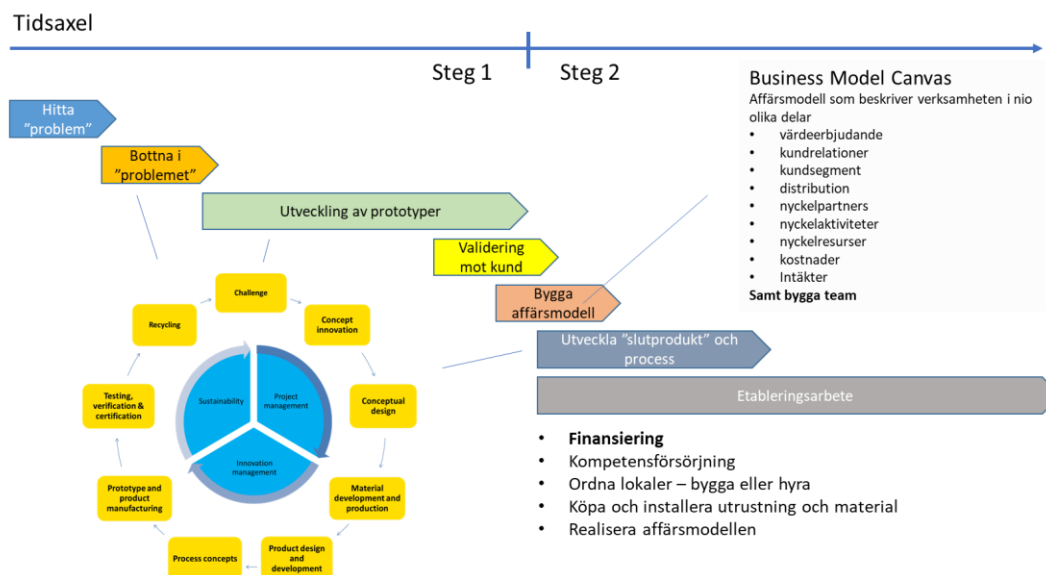 Tidsaxel
Steg 1
Steg 2
Hitta
"problem"
Bottna i
"problemet"
Utveckling av prototyper
Validering
mot kund
Bygga
affärsmodell
Utveckla "slutprodukt" och
process
Etableringsarbete
Business Model Canvas
Affärsmodell som beskriver verksamheten i nio
olika delar
• värdeerbjudande
• kundrelationer
• kundsegment
• distribution
• nyckelpartners
• nyckelaktiviteter
• nyckelresurser
• kostnader
• Intäkter
Samt bygga team
Challenge
Concept
innovation
Conceptual
design
Material
development and
production
Product design and
development
Process concepts
Prototype and
product
manufacturing
Testing,
verification &
certification
Recycling
Sustainability
Project
management
Innovation
management
• Finansiering
• Kompetensförsörjning
• Ordna lokaler – bygga eller hyra
• Köpa och installera utrustning och material
• Realisera affärsmodellen